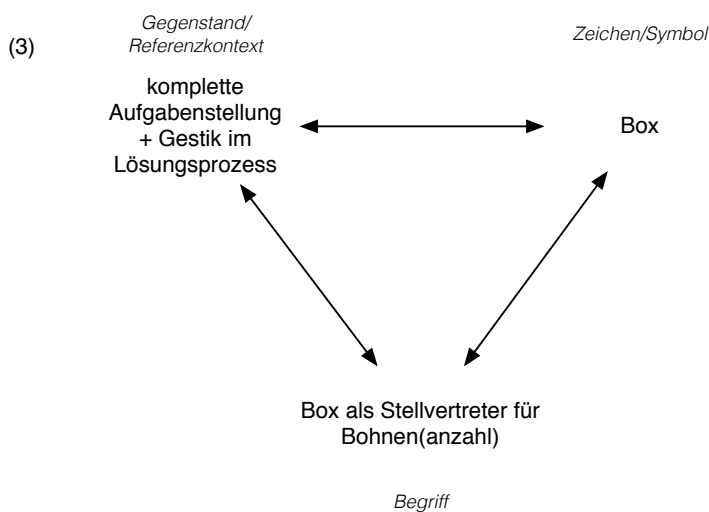 (3)
Gegenstand/
Referenzkontext
Zeichen/Symbol
komplette
Aufgabenstellung
+ Gestik im
Lösungsprozess
Box
Box als Stellvertreter für
Bohnen(anzahl)
Begriff